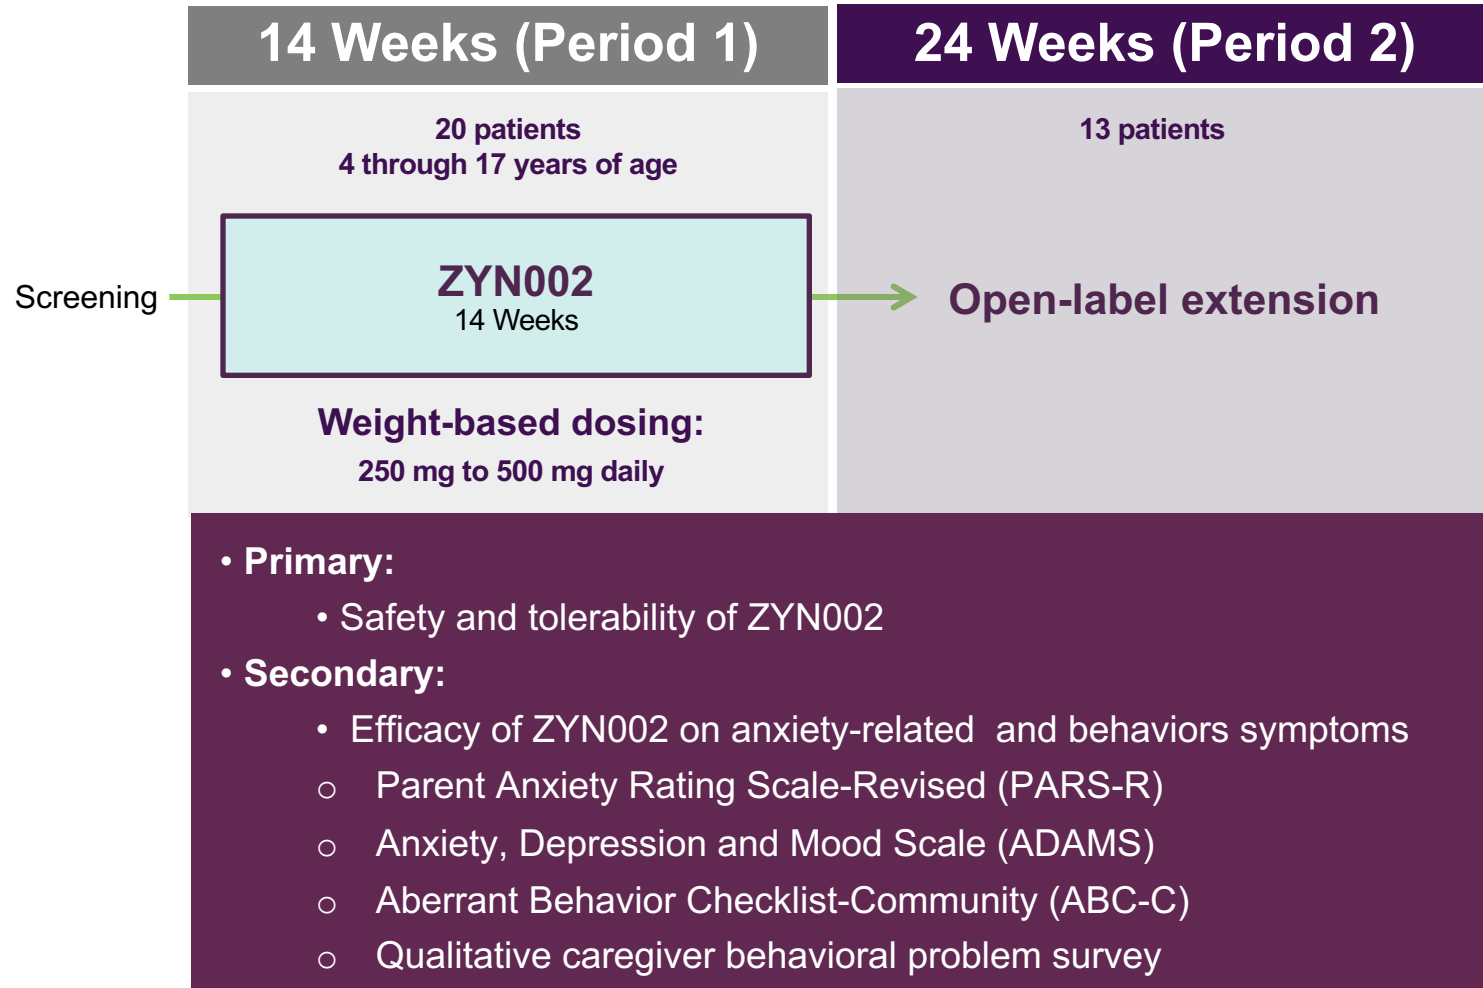 14 Weeks (Period 1)
24 Weeks (Period 2)
20 patients
4 through 17 years of age
13 patients
Screening
ZYN002
14 Weeks
Open-label extension
Weight-based dosing:
250 mg to 500 mg daily
• Primary:
• Safety and tolerability of ZYN002
• Secondary:
• Efficacy of ZYN002 on anxiety-related  and behaviors symptoms
o Parent Anxiety Rating Scale-Revised (PARS-R)
o Anxiety, Depression and Mood Scale (ADAMS)
o Aberrant Behavior Checklist-Community (ABC-C)
o Qualitative caregiver behavioral problem survey